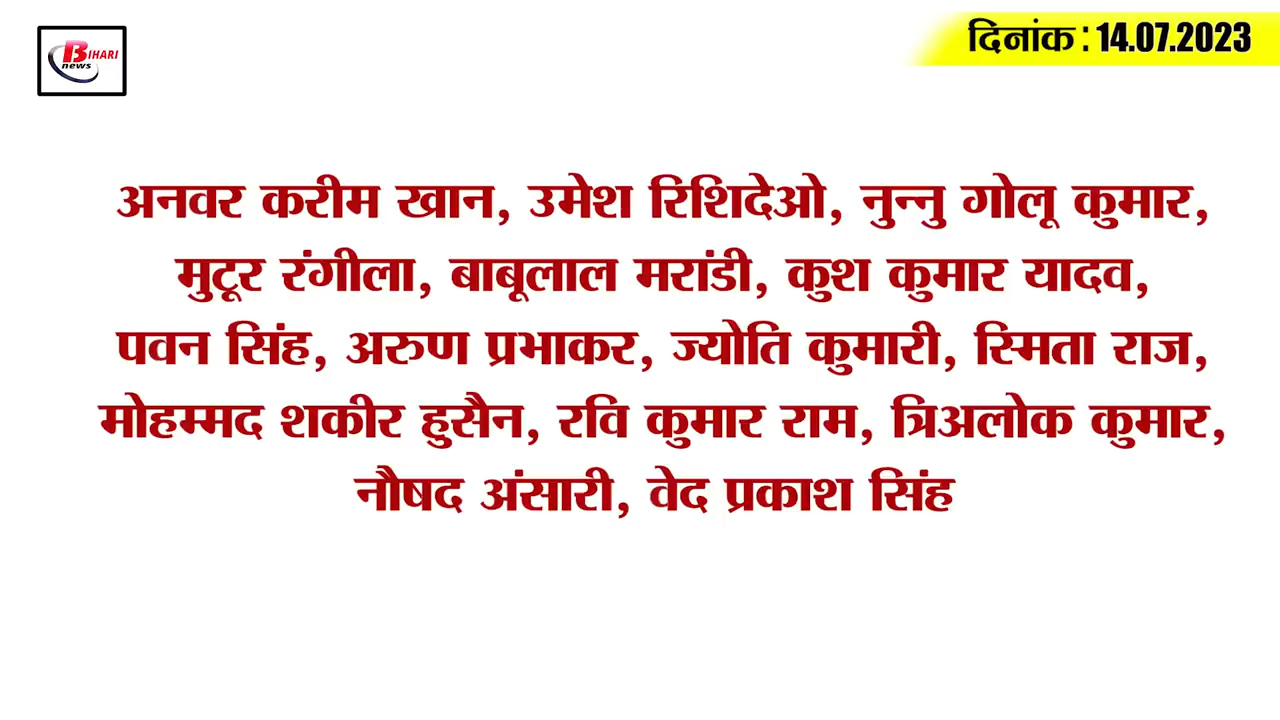 BIHARI
news
दिनांक : 14.07.2023
अनवर करीम खान, उमेश रिशिदेओ, नुन्नु गोलू कुमार,
मुटूर रंगीला, बाबूलाल मरांडी, कुश कुमार यादव,
पवन सिंह, अरुण प्रभाकर, ज्योति कुमारी, स्मिता राज,
मोहम्मद शकीर हुसैन, रवि कुमार राम, त्रिअलोक कुमार,
नौषद अंसारी, वेद प्रकाश सिंह